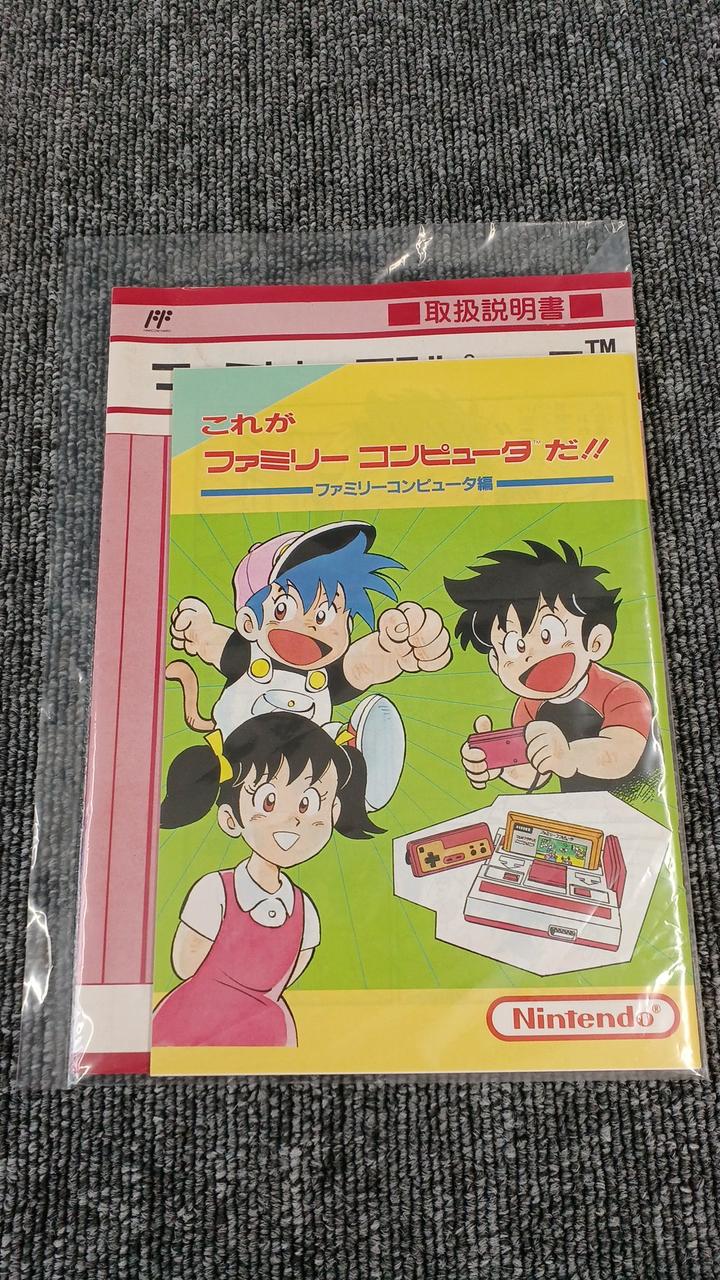 取扱説明書
TM
これが
ファミリー コンピュータ™だ!!
ファミリーコンピュータ編
Nintendo®